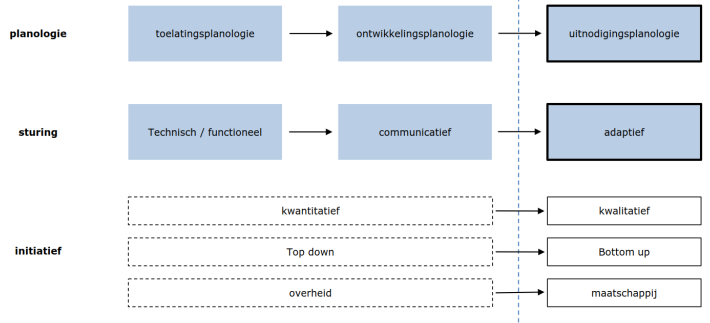 planologie
toelatingsplanologie
ontwikkelingsplanologie
uitnodigingsplanologie
sturing
Technisch / functioneel
communicatief
adaptief
kwantitatief
kwalitatief
initiatief
Top down
Bottom up
overheid
maatschappij